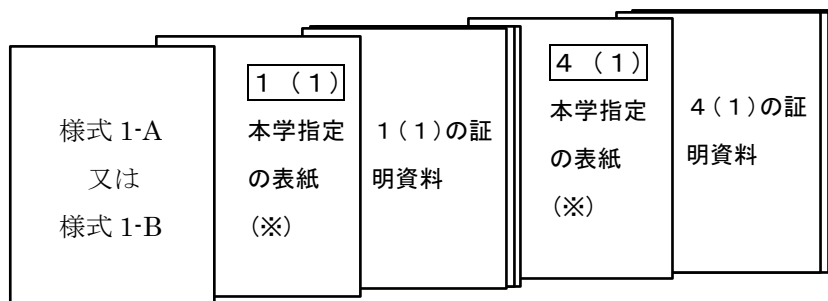 様式 1-A
又は
様式 1-B
1 (1)
本学指定
の表紙
(※)
1(1)の証
明資料
4 (1)
本学指定
の表紙
(※)
4(1)の証
明資料